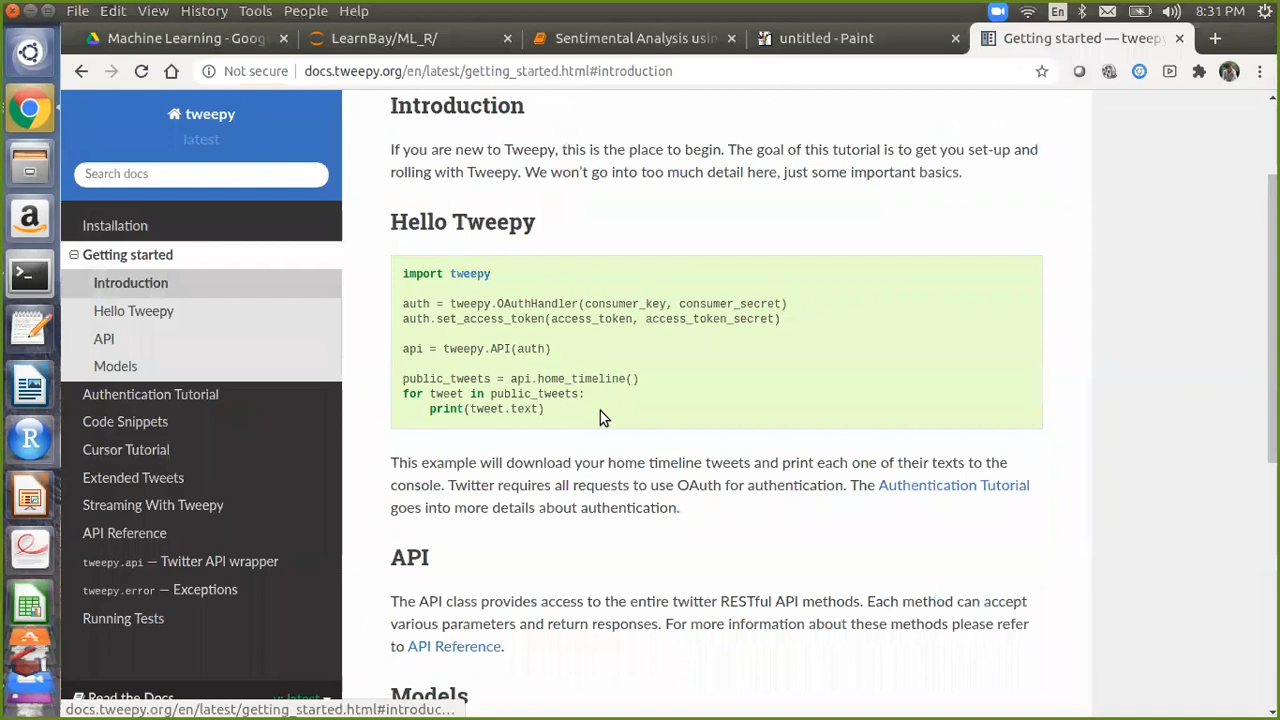 File Edit View History Tools People Help
En
8:31 PM
Machine Learning - Goog
LearnBay/ML_R/
Sentimental Analysis usin
untitled - Paint
Getting started — tweepy
Not secure
docs.tweepy.org/en/latest/getting_started.html#introduction
tweepy
latest
Search docs
Installation
Getting started
Introduction
Hello Tweepy
API
Models
Authentication Tutorial
Code Snippets
Cursor Tutorial
Extended Tweets
Streaming With Tweepy
API Reference
tweepy.api — Twitter API wrapper
tweepy.error — Exceptions
Running Tests
Read the Docs
v: latest
docs.tweepy.org/en/latest/getting_started.html#introduc...
Introduction
If you are new to Tweepy, this is the place to begin. The goal of this tutorial is to get you set-up and
rolling with Tweepy. We won't go into too much detail here, just some important basics.
Hello Tweepy
import tweepy
auth = tweepy.OAuthHandler(consumer_key, consumer_secret)
auth.set_access_token(access_token, access_token_secret)
api = tweepy.API(auth)
public_tweets = api.home_timeline()
for tweet in public_tweets:
print(tweet.text)
This example will download your home timeline tweets and print each one of their texts to the
console. Twitter requires all requests to use OAuth for authentication. The Authentication Tutorial
goes into more details about authentication.
API
The API class provides access to the entire twitter RESTful API methods. Each method can accept
various parameters and return responses. For more information about these methods please refer
to API Reference.
Models